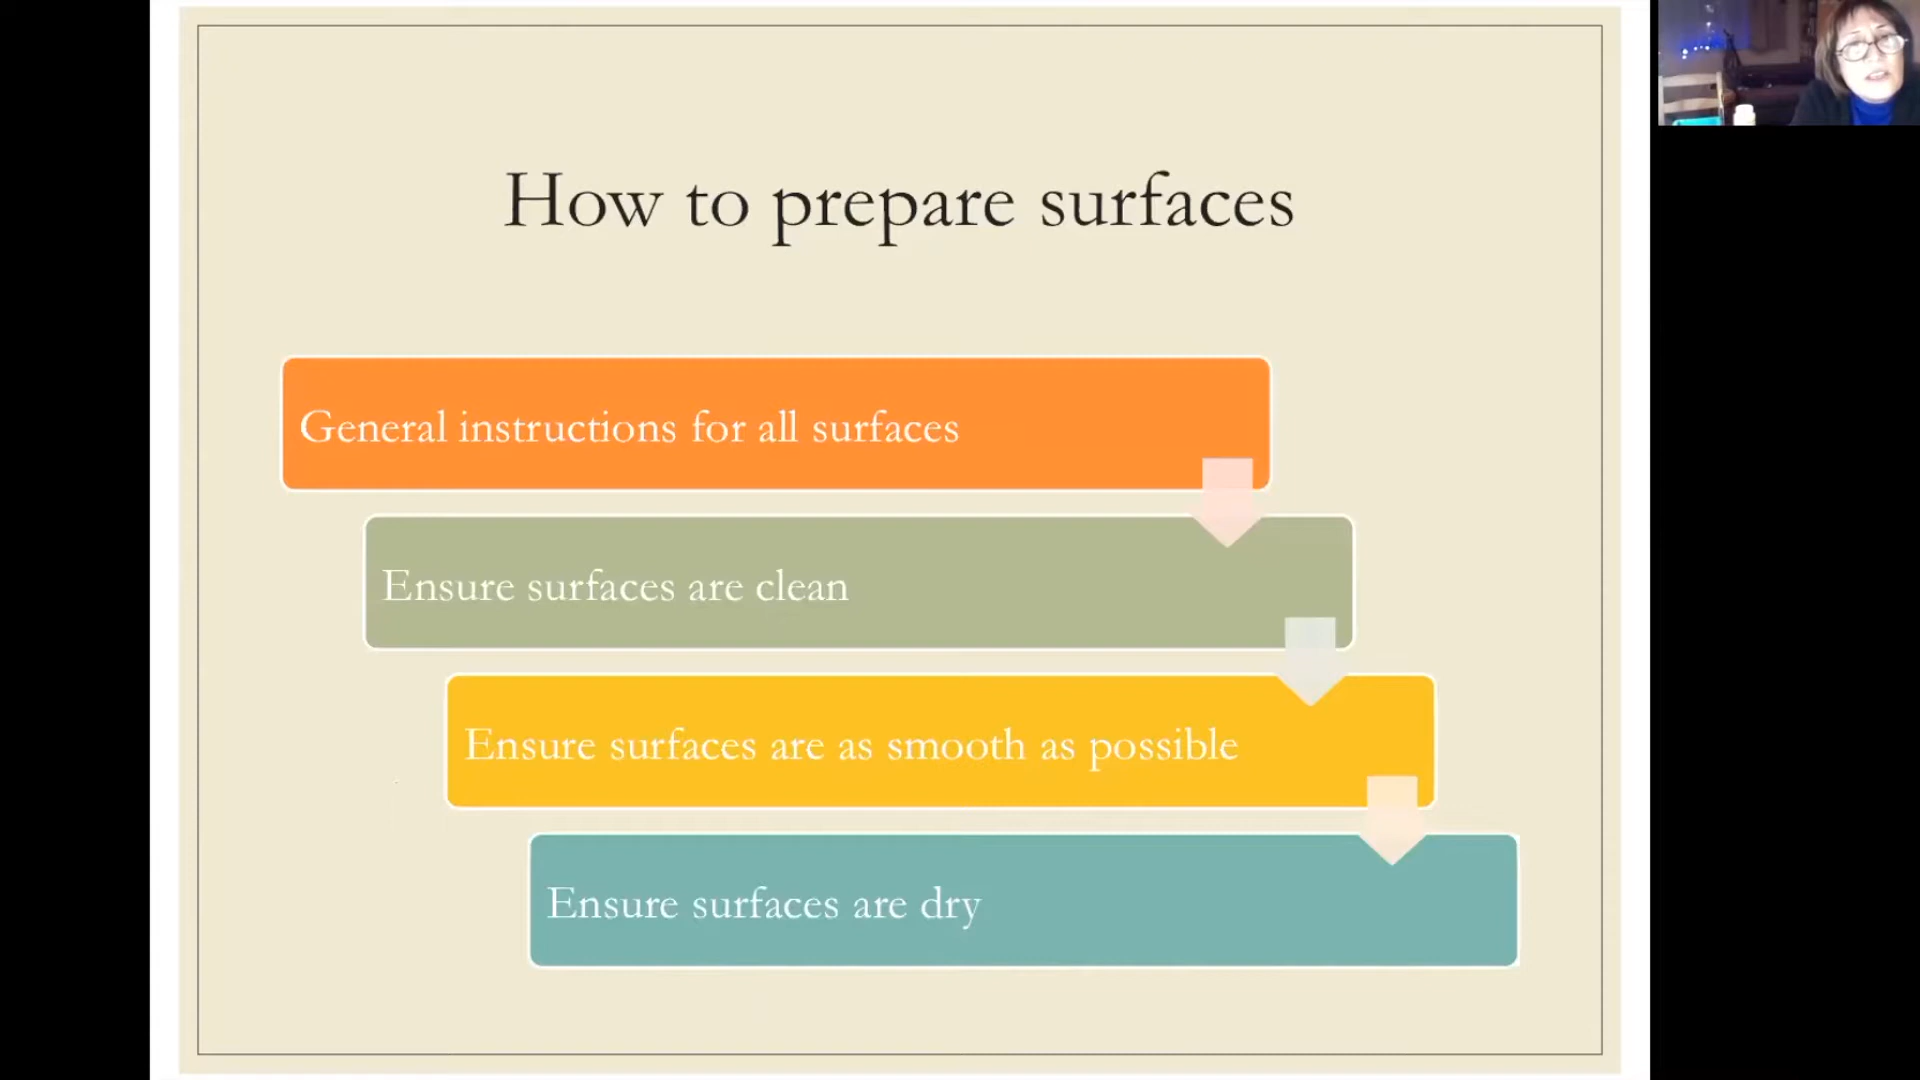 How to prepare surfaces
General instructions for all surfaces
Ensure surfaces are clean
Ensure surfaces are as smooth as possible
Ensure surfaces are dry